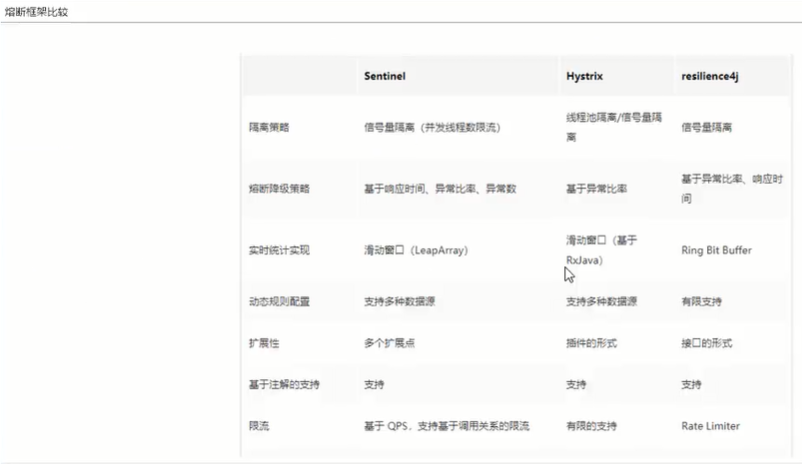 熔断框架比较
Sentinel Hystrix resilience4j
隔离策略 信号量隔离（并发线程数限流） 线程池隔离/信号量隔 信号量隔离
离
熔断降级策略 基于响应时间、异常比率、异常数 基于异常比率 基于异常比率、响应时
间
实时统计实现 滑动窗口（LeapArray） 滑动窗口（基于 Ring Bit Buffer
RxJava）
动态规则配置 支持多种数据源 支持多种数据源 有限支持
扩展性 多个扩展点 插件的形式 接口的形式
基于注解的支持 支持 支持 支持
限流 基于 QPS，支持基于调用关系的限流 有限的支持 Rate Limiter